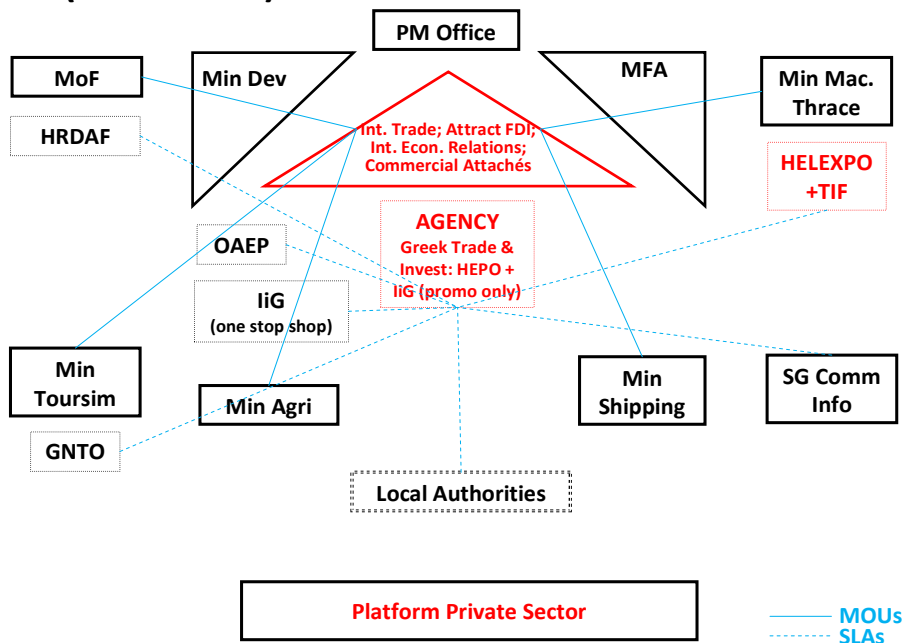 PM Office
MoF
Min Dev
MFA
Min Mac.
Thrace
HRDAF
Int. Trade; Attract FDI;
Int. Econ. Relations;
Commercial Attachés
HELEXPO
+TIF
AGENCY
Greek Trade &
Invest: HEPO +
IiG (promo only)
OAEP
IiG
(one stop shop)
Min
Toursim
Min Agri
Min
Shipping
SG Comm
Info
GNTO
Local Authorities
Platform Private Sector
MOUs
SLAs